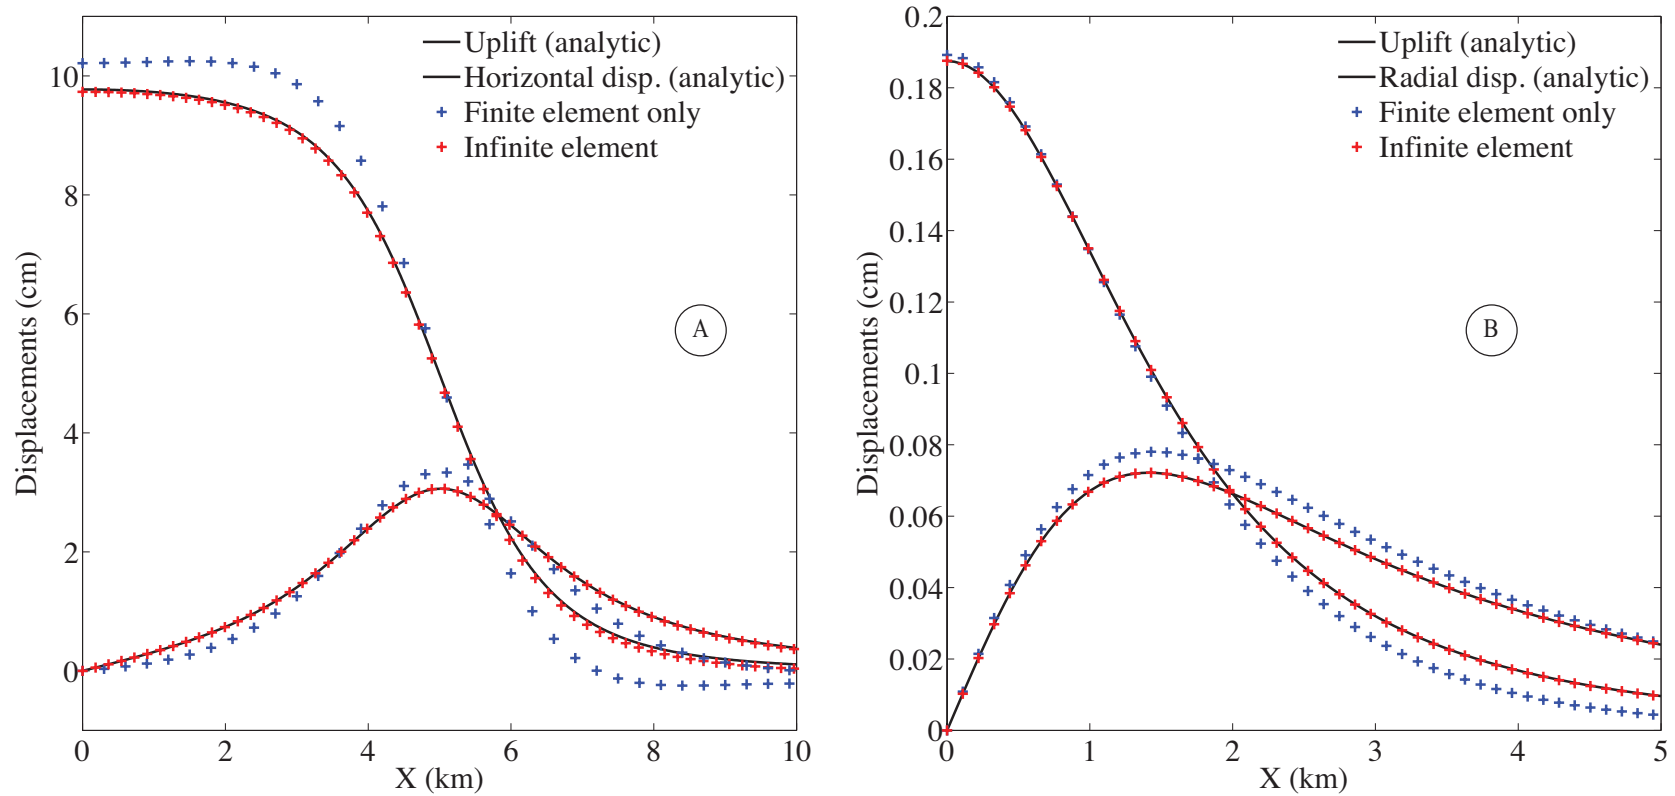 Uplift (analytic)
Horizontal disp. (analytic)
Finite element only
Infinite element
A
Displacements (cm)
10
8
6
4
2
0
0 2 4 6 8 10
X (km)
Uplift (analytic)
Radial disp. (analytic)
Finite element only
Infinite element
B
Displacements (cm)
0.2
0.18
0.16
0.14
0.12
0.1
0.08
0.06
0.04
0.02
0
0 1 2 3 4 5
X (km)